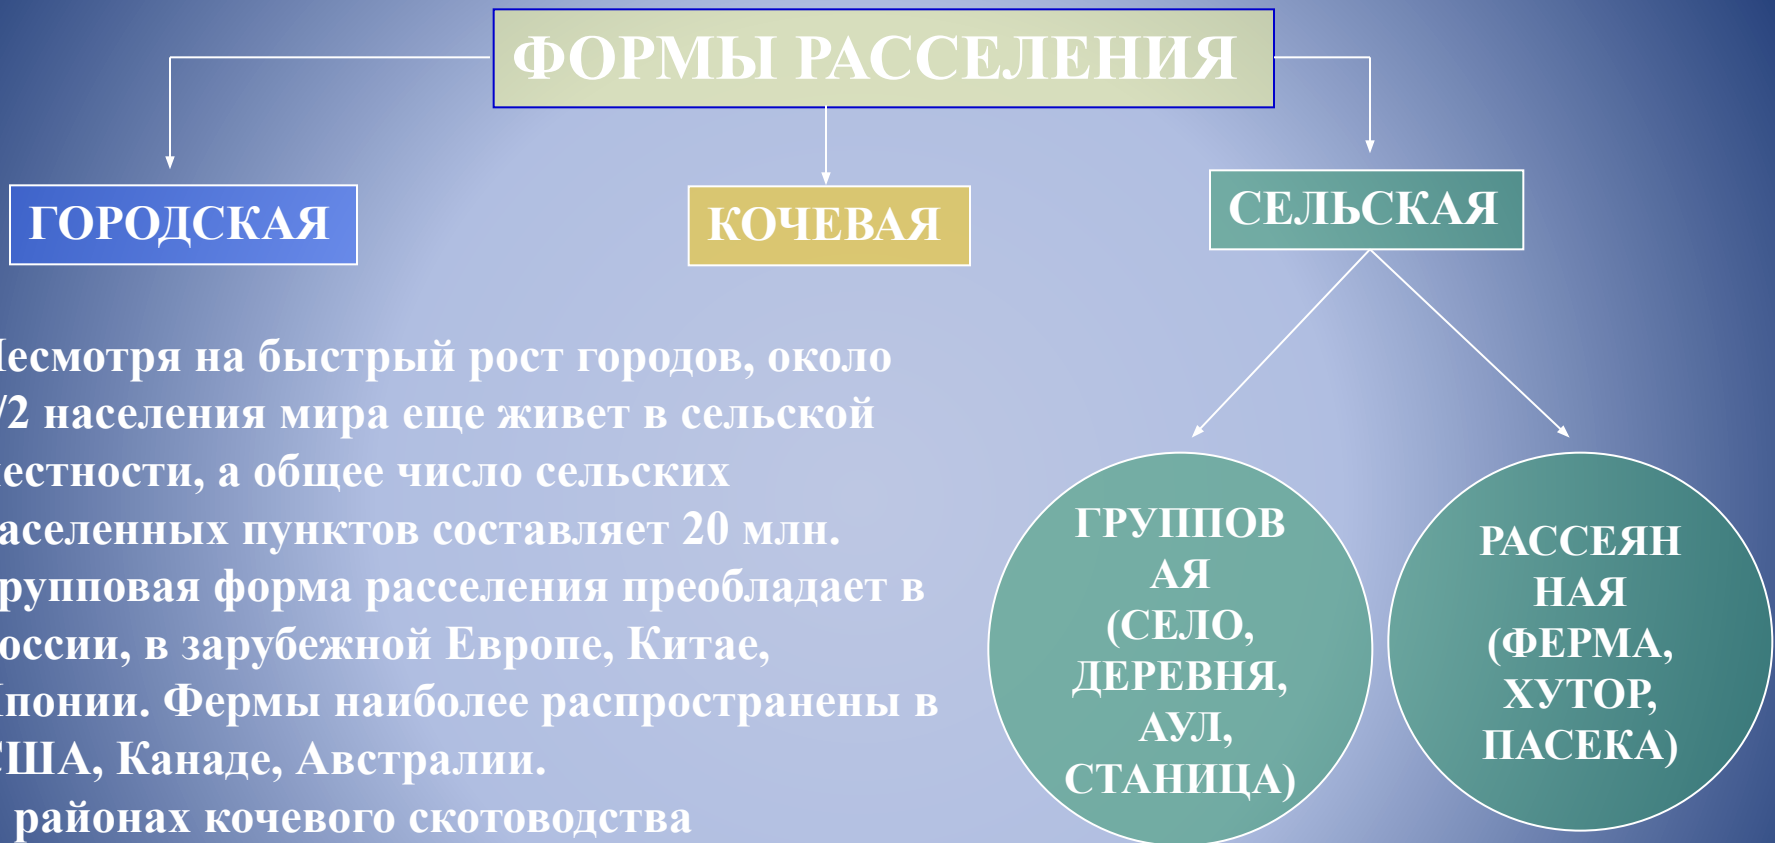 ФОРМЫ РАССЕЛЕНИЯ
ГОРОДСКАЯ
КОЧЕВАЯ
СЕЛЬСКАЯ
есмотря на быстрый рост городов, около
/2 населения мира еще живет в сельской
естности, а общее число сельских
аселенных пунктов составляет 20 млн.
рупповая форма расселения преобладает в
оссии, в зарубежной Европе, Китае,
понии. Фермы наиболее распространены в
США, Канаде, Австралии.
районах кочевого скотоводства
ГРУППОВ
АЯ
(СЕЛО,
ДЕРЕВНЯ,
АУЛ,
СТАНИЦА)
РАССЕЯН
НАЯ
(ФЕРМА,
ХУТОР,
ПАСЕКА)